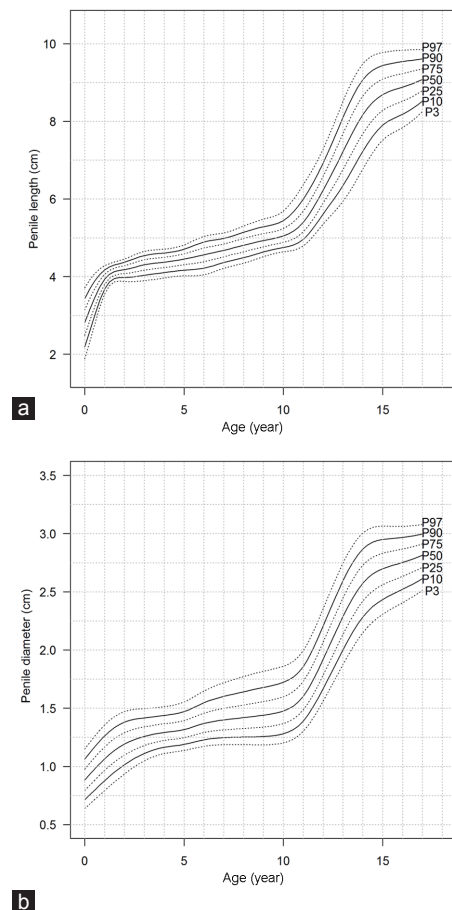 10
8
6
4
2
Penile length (cm)
P97
P90
P75
P50
P25
P10
P3
0
5
10
15
Age (year)
a
3.5
3.0
2.5
2.0
1.5
1.0
0.5
Penile diameter (cm)
P97
P90
P75
P50
P25
P10
P3
0
5
10
15
Age (year)
b